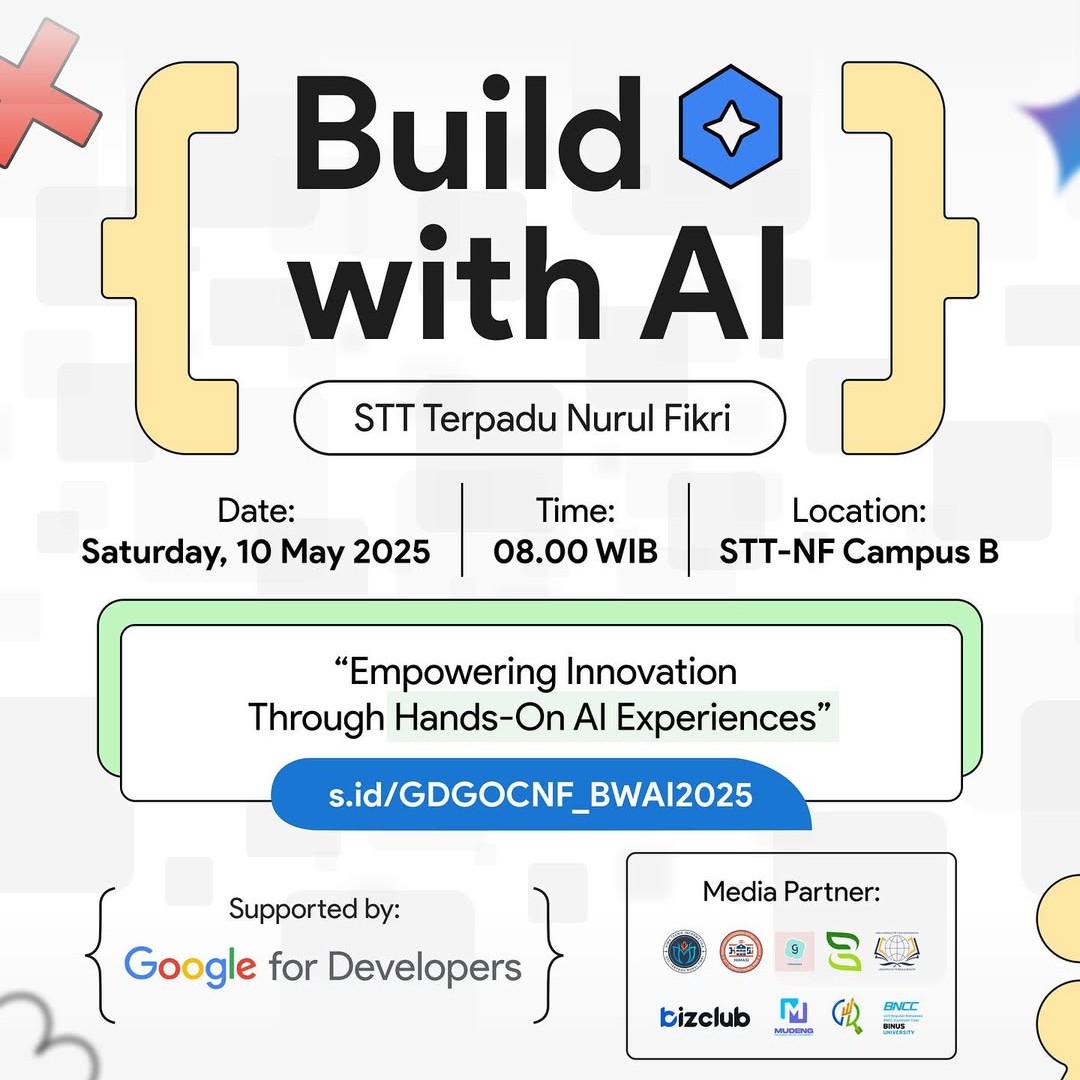 Build
with AI
STT Terpadu Nurul Fikri
Date:
Saturday, 10 May 2025
Time:
08.00 WIB
Location:
STT-NF Campus B
“Empowering Innovation
Through Hands-On AI Experiences”
s.id/GDGOCNF_BWAI2025
Supported by:
Google for Developers
Media Partner:
HIMASI
bizclub
MUDENG
BNCC
BINUS
UNIVERSITY